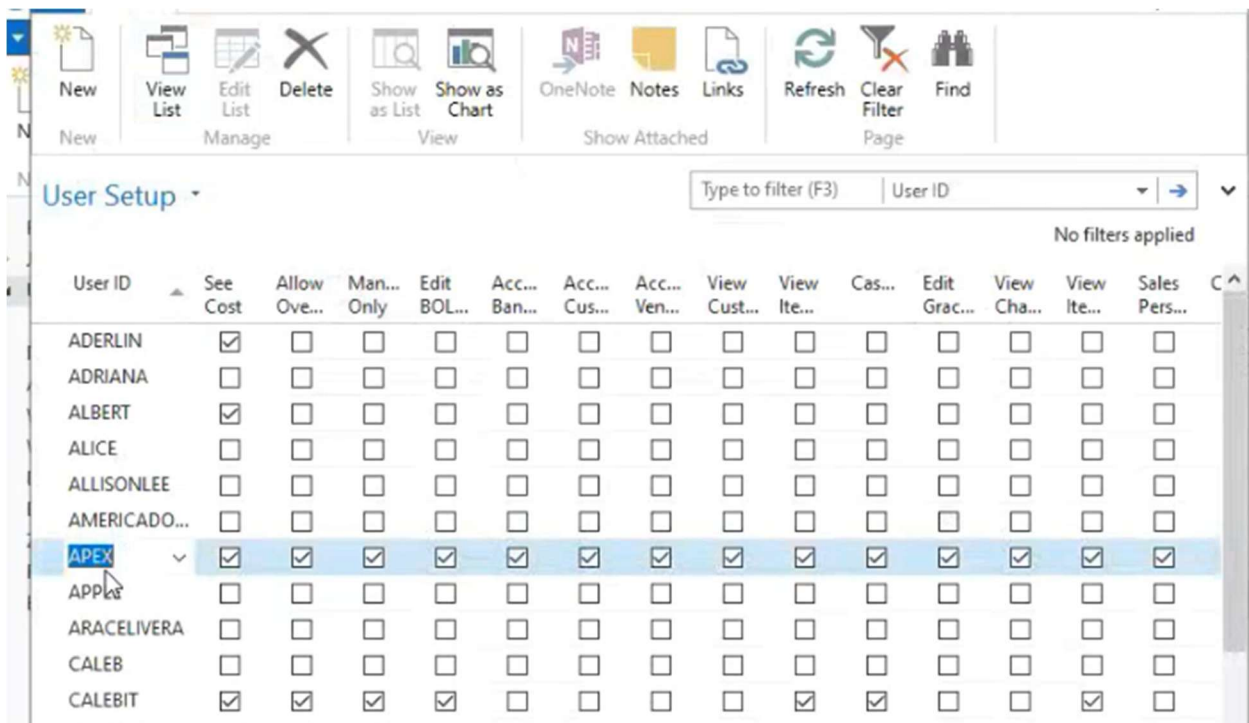 New View List Edit List Delete Show as List Show as Chart OneNote Notes Links Refresh Clear Filter Find
New Manage View Show Attached Page
User Setup Type to filter (F3) User ID
No filters applied
User ID See Cost Allow Ove... Man... Only Edit BOL... Acc... Ban... Acc... Cus... Acc... Ven... View Cust... View Ite... Cas... Edit Grac... View Cha... View Ite... Sales Pers...
ADERLIN
ADRIANA
ALBERT
ALICE
ALLISONLEE
AMERICADO...
APEX
ARACELIVERA
CALEB
CALEBIT